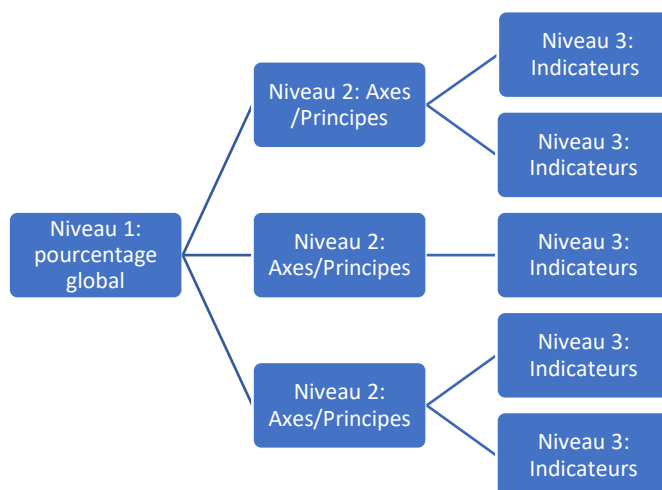 Niveau 1:
pourcentage
global
Niveau 2: Axes
/Principes
Niveau 3:
Indicateurs
Niveau 3:
Indicateurs
Niveau 2:
Axes/Principes
Niveau 3:
Indicateurs
Niveau 2:
Axes/Principes
Niveau 3:
Indicateurs
Niveau 3:
Indicateurs